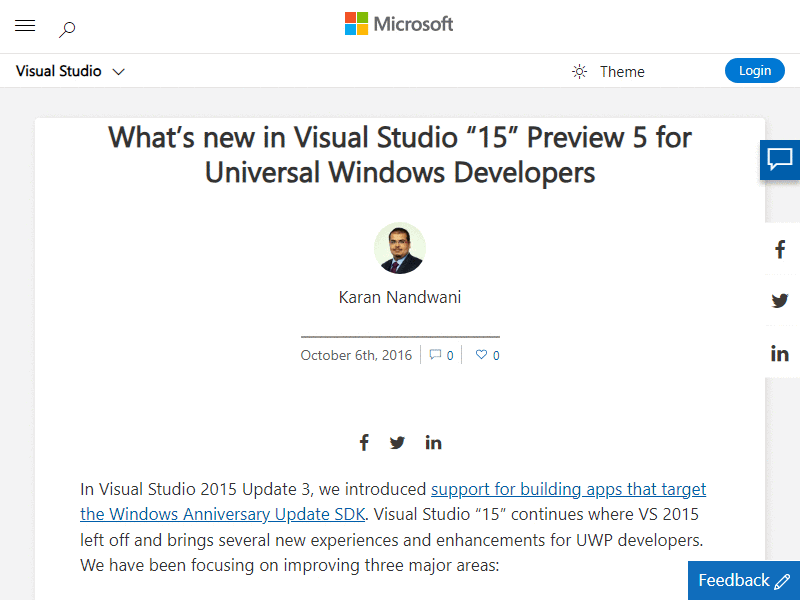 Microsoft
Visual Studio
Theme
Login
What's new in Visual Studio “15” Preview 5 for
Universal Windows Developers
Karan Nandwani
October 6th, 2016
0
0
In Visual Studio 2015 Update 3, we introduced support for building apps that target
the Windows Anniversary Update SDK. Visual Studio “15” continues where VS 2015
left off and brings several new experiences and enhancements for UWP developers.
We have been focusing on improving three major areas:
Feedback